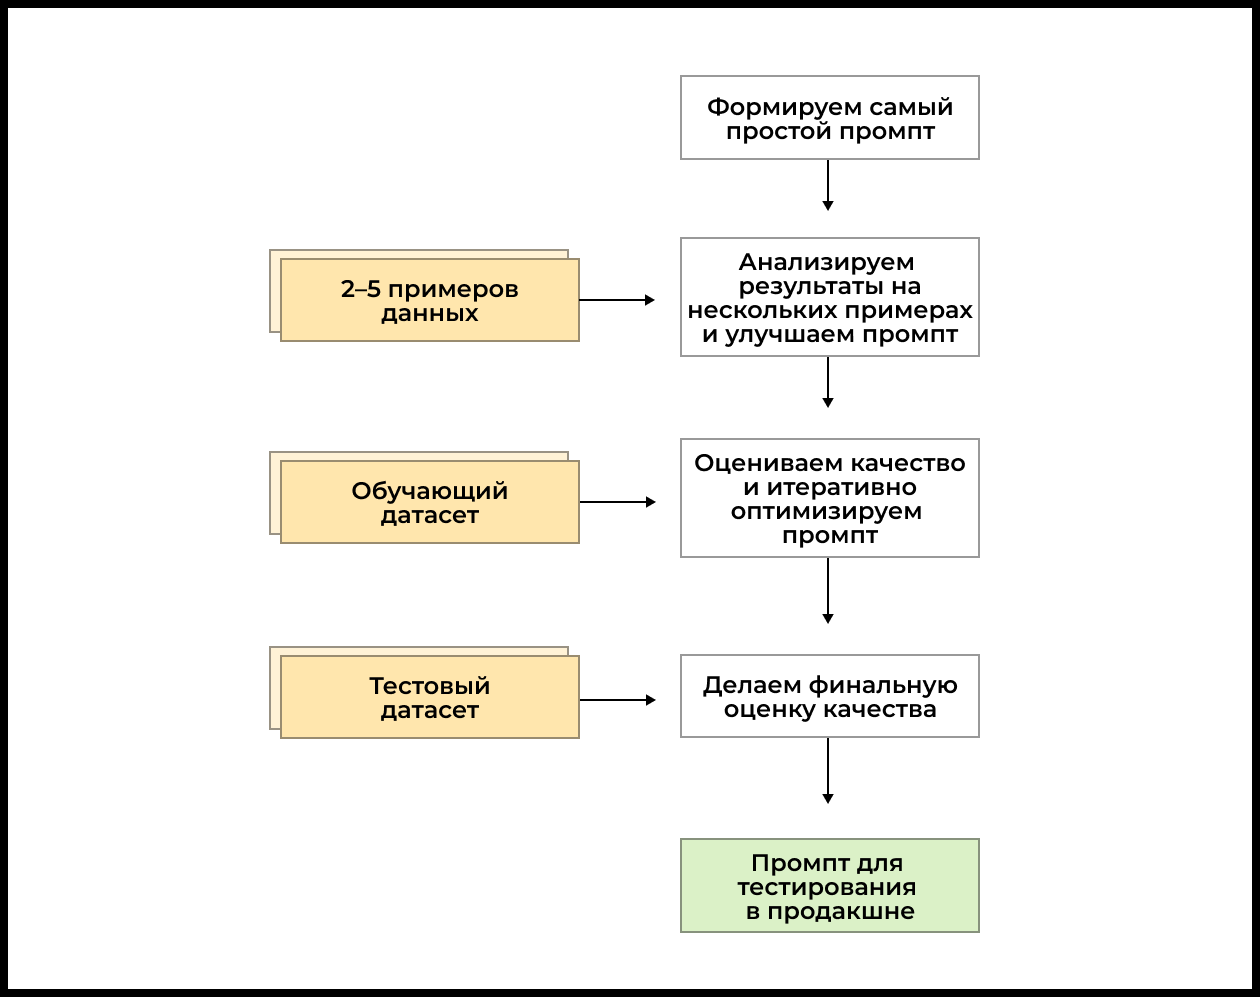 Формируем самый
простой промпт
2–5 примеров
данных
Анализируем
результаты на
нескольких примерах
и улучшаем промпт
Обучающий
датасет
Оцениваем качество
и итеративно
оптимизируем
промпт
Тестовый
датасет
Делаем финальную
оценку качества
Промпт для
тестирования
в продакшне